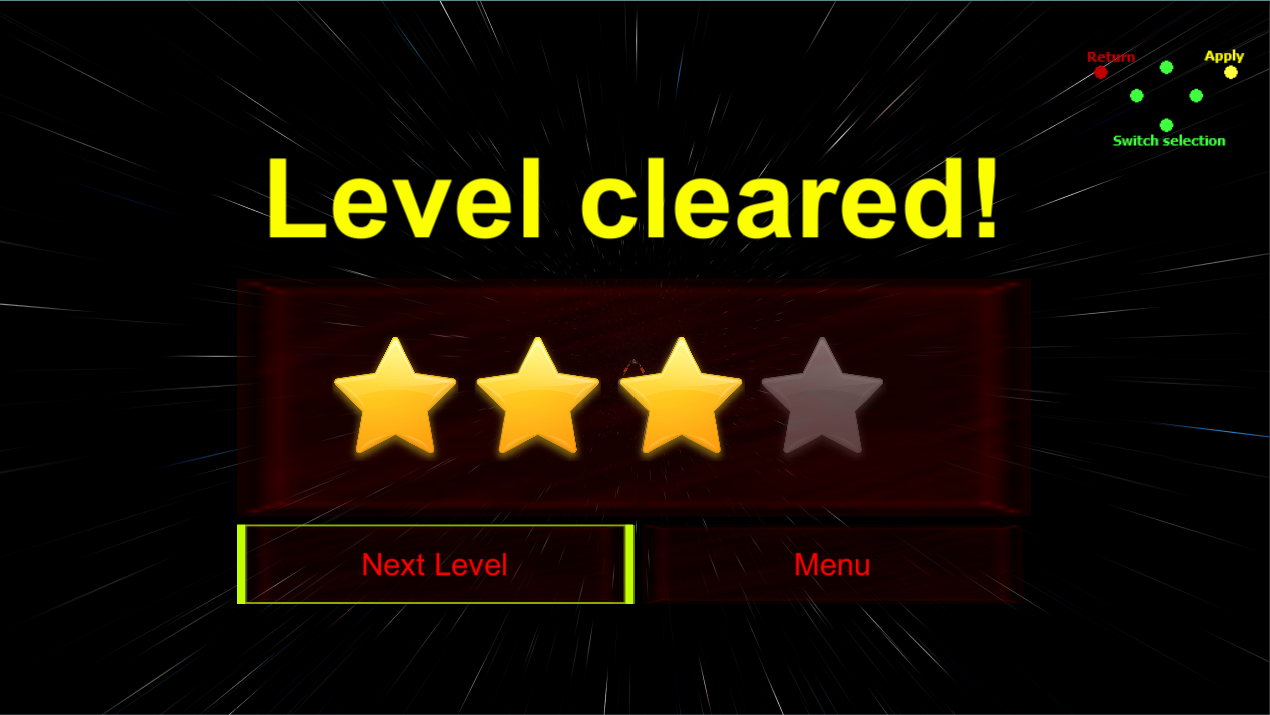 Return
Apply
Switch selection
Level cleared!
Next Level
Menu